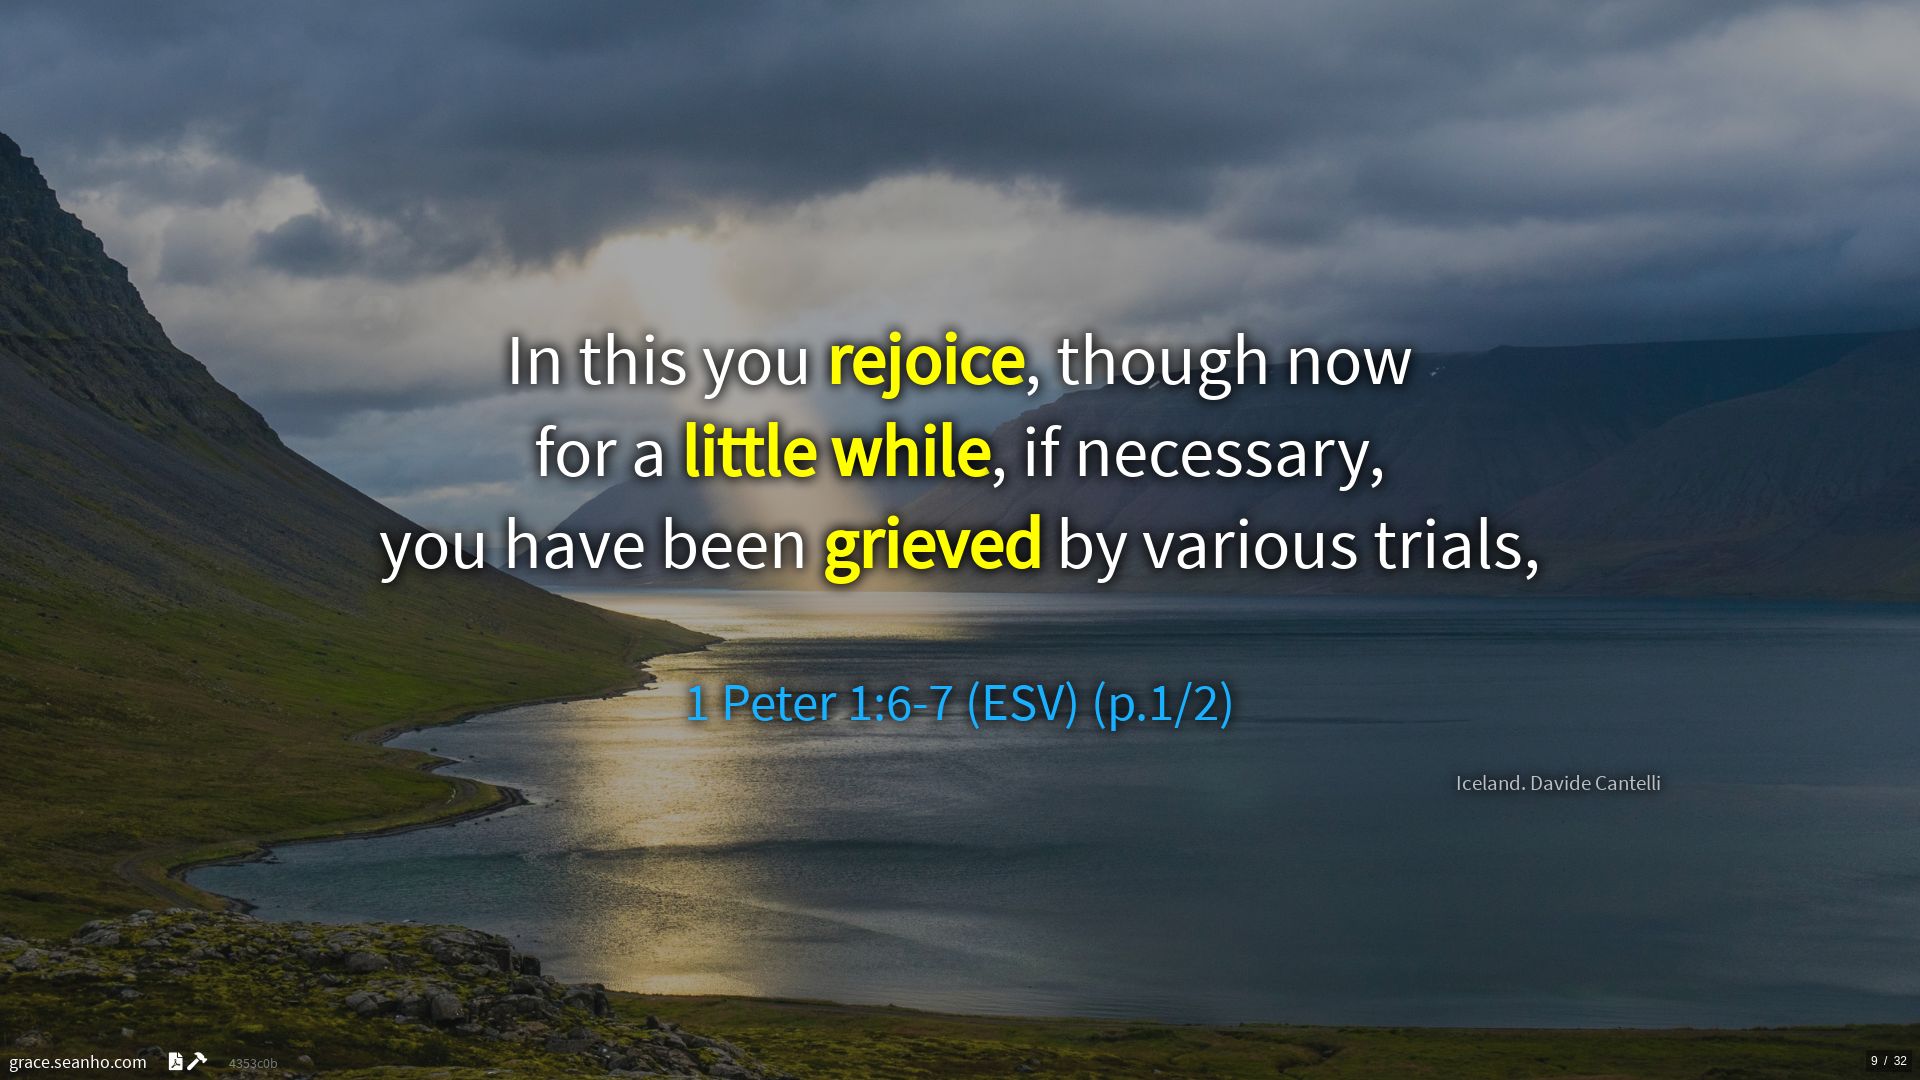 In this you rejoice, though now
for a little while, if necessary,
you have been grieved by various trials,
1 Peter 1:6-7 (ESV) (p.1/2)
Iceland. Davide Cantelli
grace.seanho.com
4353c0b
9 / 32